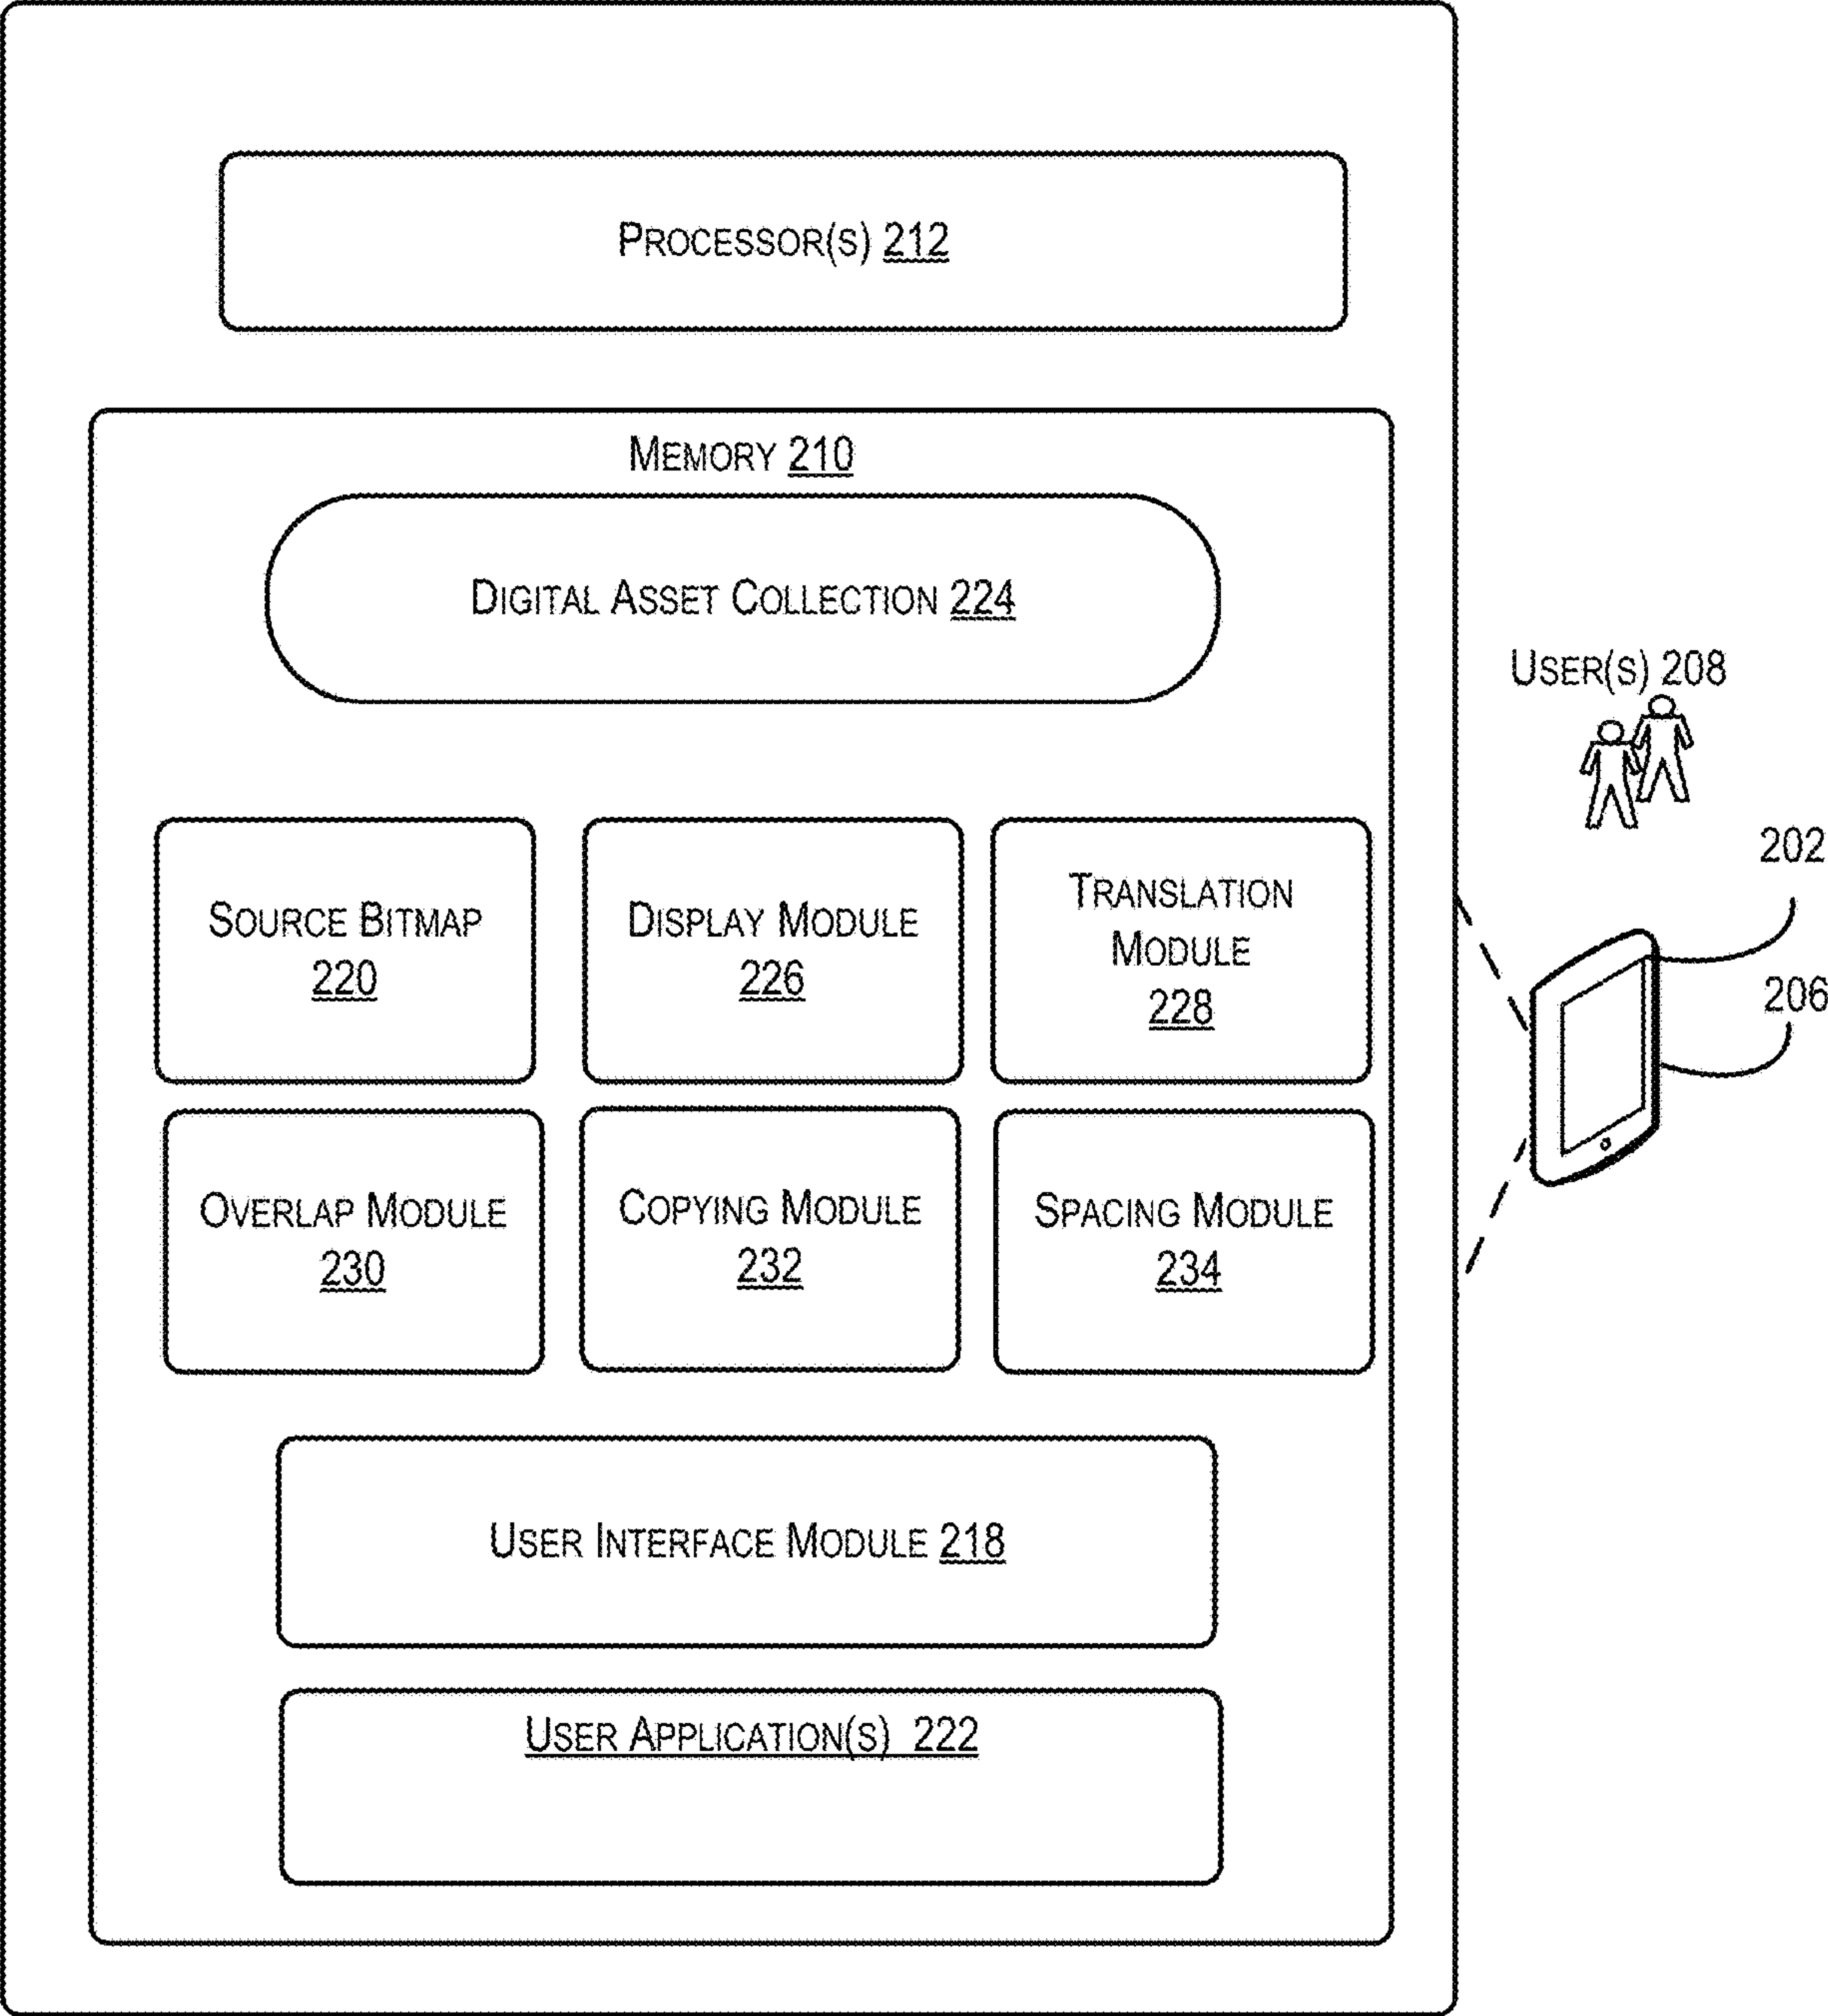 PROCESSOR(S) 212
MEMORY 210
DIGITAL ASSET COLLECTION 224
USER(S) 208
202
206
SOURCE BITMAP
220
DISPLAY MODULE
226
TRANSLATION
MODULE
228
OVERLAP MODULE
230
COPYING MODULE
232
SPACING MODULE
234
USER INTERFACE MODULE 218
USER APPLICATION(S) 222